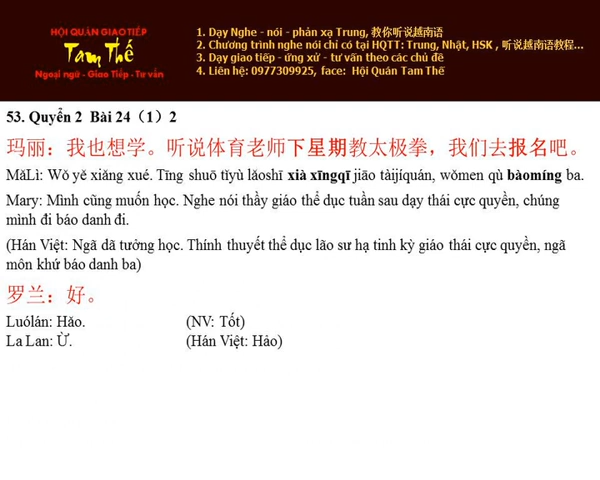 HỘI QUÁN GIAO TIẾP
Tam Thế
Ngoại ngữ - Giao Tiếp - Tư vấn
1. Dạy Nghe - nói - phản xạ Trung, 教你听说越南语
2. Chương trình nghe nói chỉ có tại HQTT: Trung, Nhật, HSK , 听说越南语教程...
3. Dạy giao tiếp - ứng xử - tư vấn theo các chủ đề
4. Liên hệ: 0977309925, face: Hội Quán Tam Thế
53. Quyển 2 Bài 24（1）2
玛丽：我也想学。听说体育老师下星期教太极拳，我们去报名吧。
MǎLì: Wǒ yě xiǎng xué. Tīng shuō tǐyù lǎoshī xià xīngqī jiāo tàijíquán, wǒmen qù bàomíng ba.
Mary: Mình cũng muốn học. Nghe nói thầy giáo thể dục tuần sau dạy thái cực quyền, chúng
mình đi báo danh đi.
(Hán Việt: Ngã dã tưởng học. Thính thuyết thể dục lão sư hạ tinh kỳ giáo thái cực quyền, ngã
môn khứ báo danh ba)
罗兰：好。
Luólán: Hǎo. (NV: Tốt)
La Lan: Ừ. (Hán Việt: Hảo)